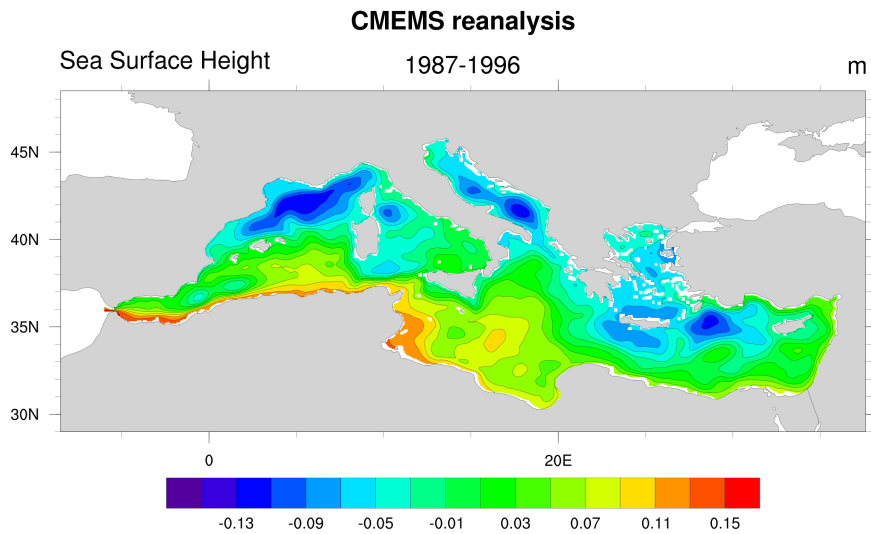 CMEMS reanalysis
Sea Surface Height 1987-1996 m
45N
40N
35N
30N
0 20E
-0.13 -0.09 -0.05 -0.01 0.03 0.07 0.11 0.15